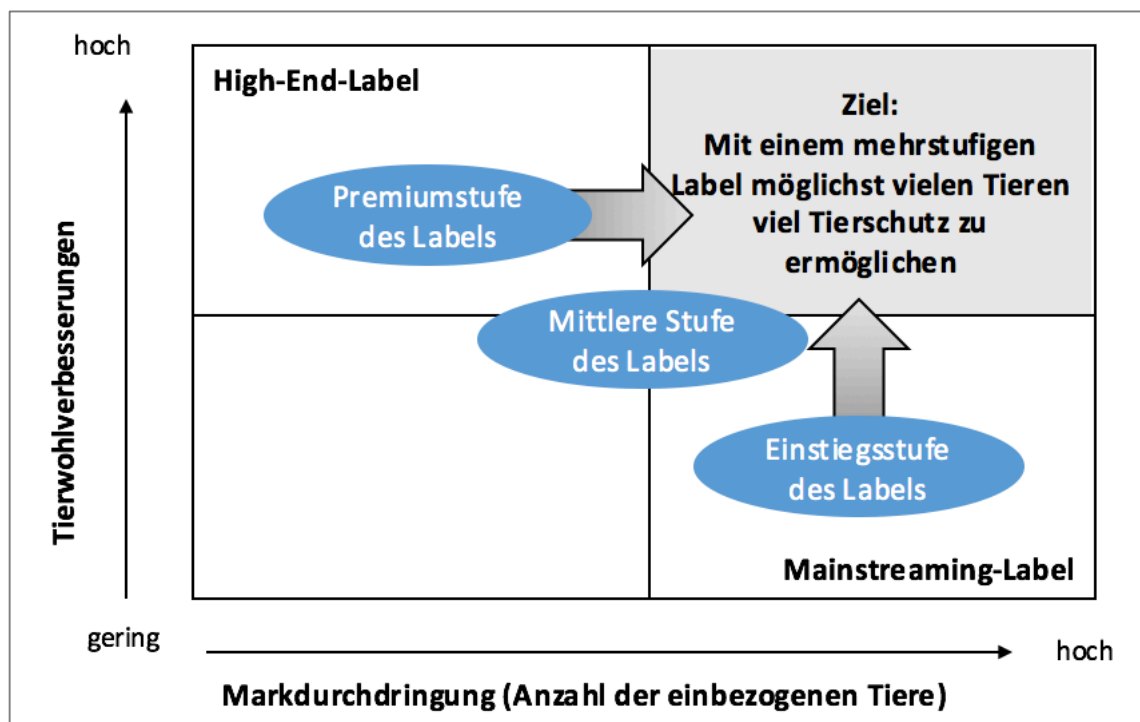 hoch
High-End-Label
Ziel:
Mit einem mehrstufigen
Label möglichst vielen Tieren
viel Tierschutz zu
ermöglichen
Premiumstufe
des Labels
Mittlere Stufe
des Labels
Einstiegsstufe
des Labels
Mainstreaming-Label
Tierwohlverbesserungen
gering
hoch
Markdurchdringung (Anzahl der einbezogenen Tiere)